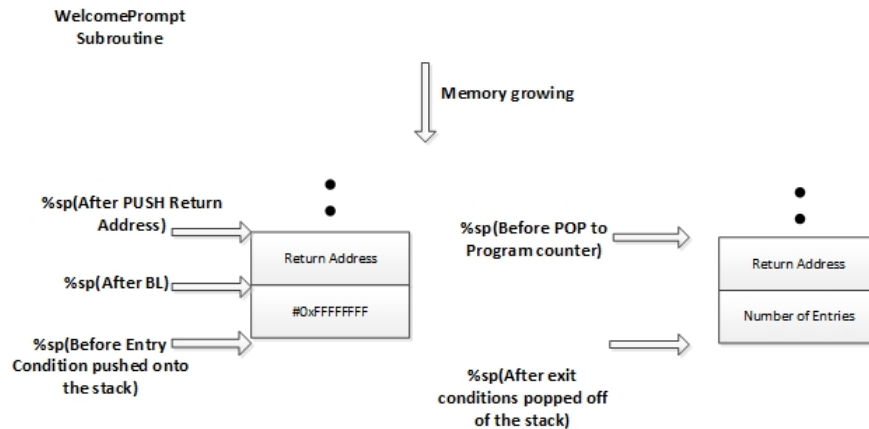 WelcomePrompt
Subroutine
Memory growing
%sp(After PUSH Return
Address)
Return Address
%sp(After BL)
#0xFFFFFFFF
%sp(Before Entry
Condition pushed onto
the stack)
%sp(Before POP to
Program counter)
Return Address
Number of Entries
%sp(After exit
conditions popped off
of the stack)